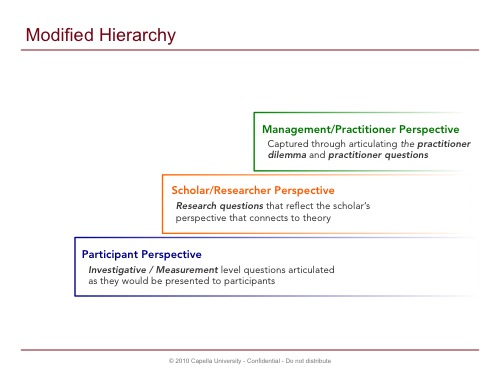 Modified Hierarchy
Management/Practitioner Perspective
Captured through articulating the practitioner
dilemma and practitioner questions
Scholar/Researcher Perspective
Research questions that reflect the scholar's
perspective that connects to theory
Participant Perspective
Investigative / Measurement level questions articulated
as they would be presented to participants
© 2010 Capella University - Confidential - Do not distribute